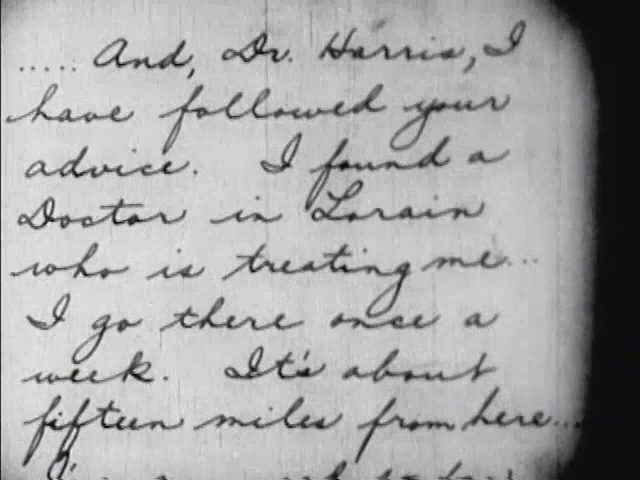 ..... And, Dr. Harris, I
have followed your
advice. I found a
Doctor in Lorain
who is treating me...
I go there once a
week. It's about
fifteen miles from here...